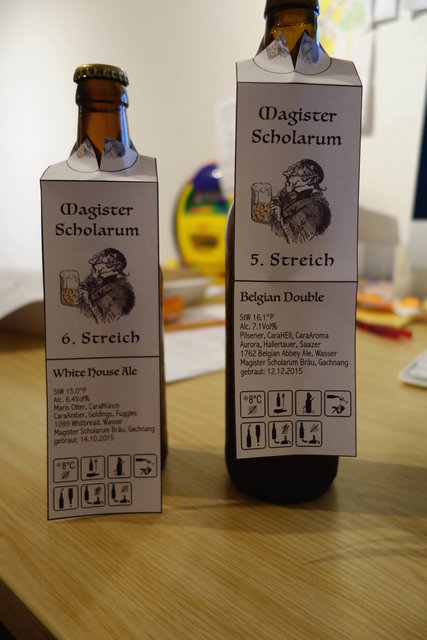 Magister
Scholarum
6. Streich
White House Ale
StW 15.0°P
Alc. 6.4Vol%
Maris Otter, CaraMünch
CaraAmber, Goldings, Fuggles
1099 Whitbread, Wasser
Magister Scholarum Bräu, Gachnang
gebraut: 14.10.2015
*8°C
Magister
Scholarum
5. Streich
Belgian Double
StW 16.1°P
Alc. 7.1Vol%
Pilsener, CaraHEll, CaraAroma
Aurora, Hallertauer, Saazer
1762 Belgian Abbey Ale, Wasser
Magister Scholarum Bräu, Gachnang
gebraut: 12.12.2015
*8°C